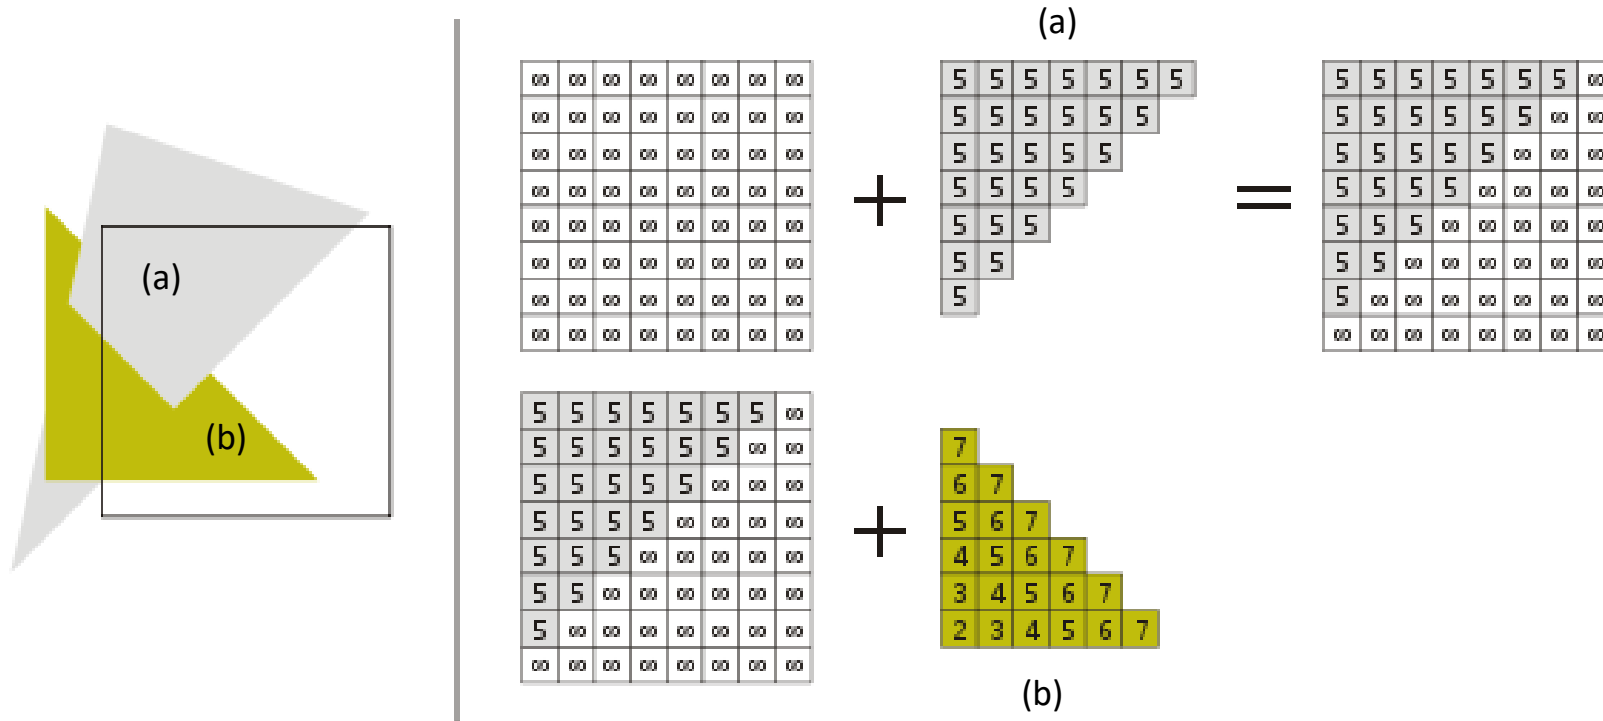 (a)
(b)
(a)
∞ ∞ ∞ ∞ ∞ ∞ ∞ ∞
∞ ∞ ∞ ∞ ∞ ∞ ∞ ∞
∞ ∞ ∞ ∞ ∞ ∞ ∞ ∞
∞ ∞ ∞ ∞ ∞ ∞ ∞ ∞
∞ ∞ ∞ ∞ ∞ ∞ ∞ ∞
∞ ∞ ∞ ∞ ∞ ∞ ∞ ∞
∞ ∞ ∞ ∞ ∞ ∞ ∞ ∞
∞ ∞ ∞ ∞ ∞ ∞ ∞ ∞
+
5 5 5 5 5 5 5
5 5 5 5 5 5
5 5 5 5 5
5 5 5 5
5 5 5
5 5
5
=
5 5 5 5 5 5 5 ∞
5 5 5 5 5 5 ∞ ∞
5 5 5 5 5 ∞ ∞ ∞
5 5 5 5 ∞ ∞ ∞ ∞
5 5 5 ∞ ∞ ∞ ∞ ∞
5 5 ∞ ∞ ∞ ∞ ∞ ∞
5 ∞ ∞ ∞ ∞ ∞ ∞ ∞
∞ ∞ ∞ ∞ ∞ ∞ ∞ ∞
5 5 5 5 5 5 5 ∞
5 5 5 5 5 5 ∞ ∞
5 5 5 5 5 ∞ ∞ ∞
5 5 5 5 ∞ ∞ ∞ ∞
5 5 5 ∞ ∞ ∞ ∞ ∞
5 5 ∞ ∞ ∞ ∞ ∞ ∞
5 ∞ ∞ ∞ ∞ ∞ ∞ ∞
∞ ∞ ∞ ∞ ∞ ∞ ∞ ∞
+
7
6 7
5 6 7
4 5 6 7
3 4 5 6 7
2 3 4 5 6 7
(b)